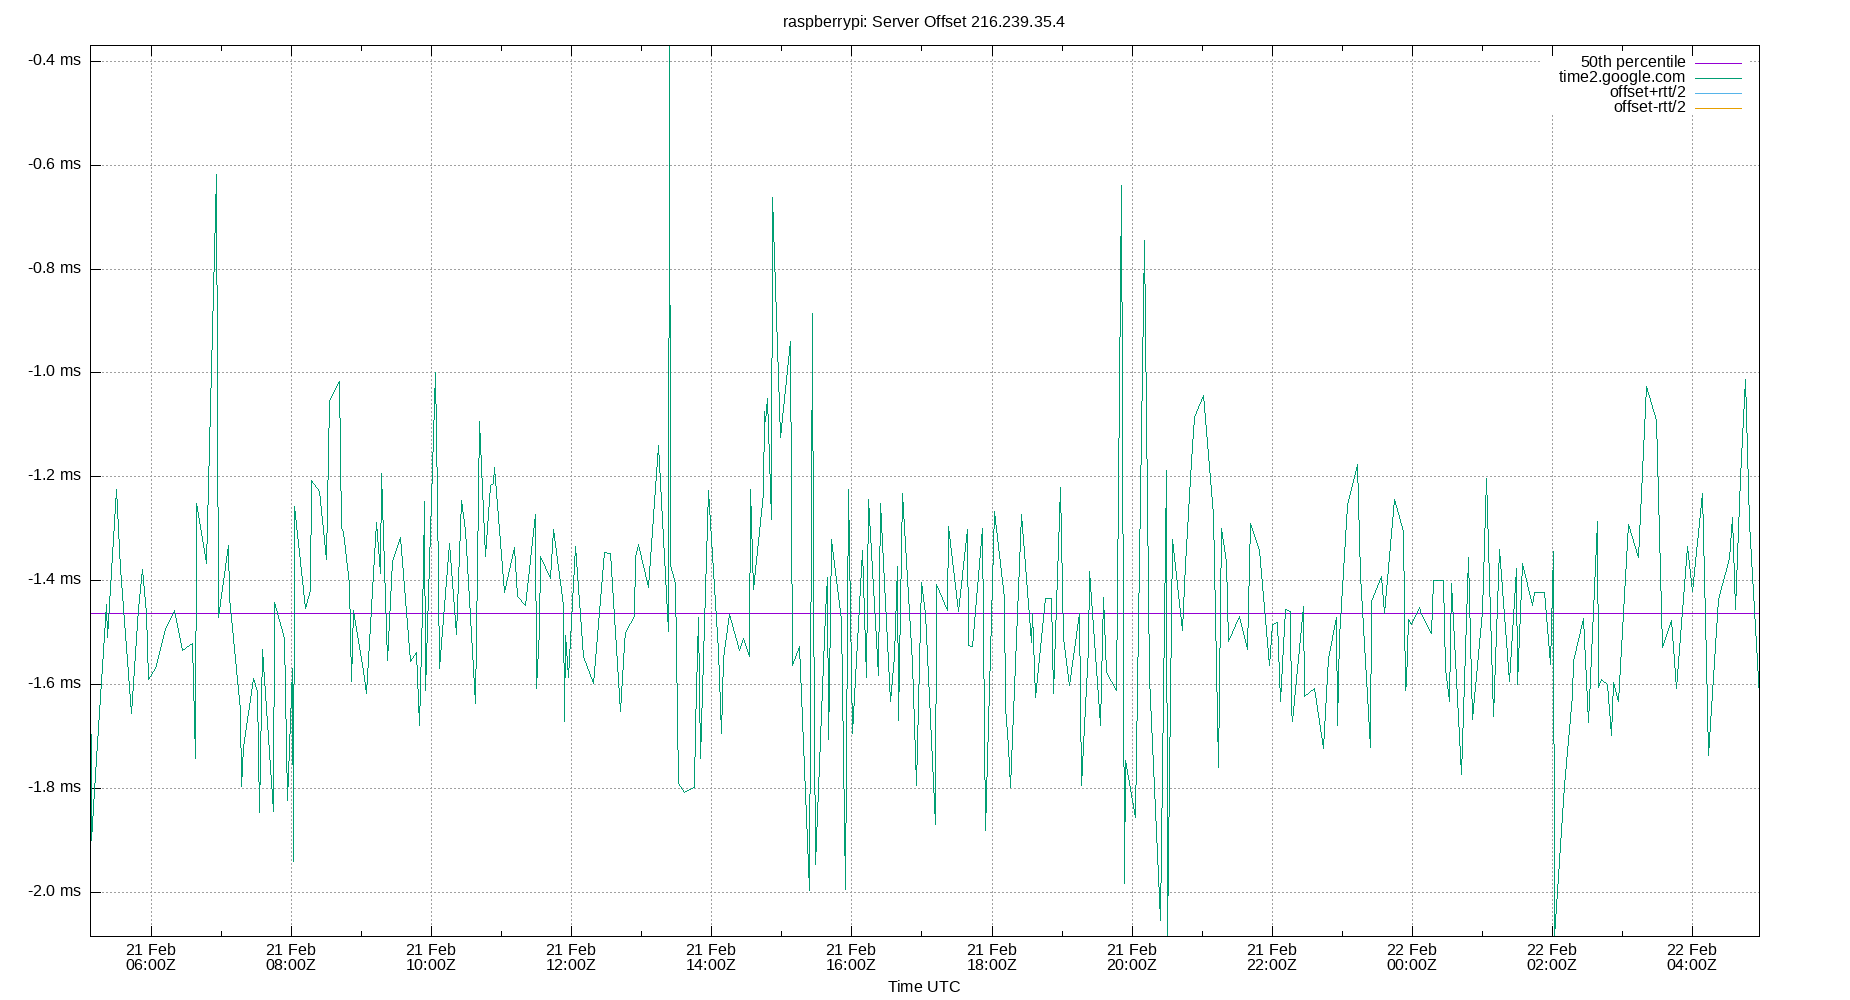 raspberrypi: Server Offset 216.239.35.4
-0.4 ms
-0.6 ms
-0.8 ms
-1.0 ms
-1.2 ms
-1.4 ms
-1.6 ms
-1.8 ms
-2.0 ms
50th percentile
time2.google.com
offset+rtt/2
offset-rtt/2
21 Feb 21 Feb 21 Feb 21 Feb 21 Feb 21 Feb 21 Feb 21 Feb 21 Feb 22 Feb 22 Feb 22 Feb
06:00Z 08:00Z 10:00Z 12:00Z 14:00Z 16:00Z 18:00Z 20:00Z 22:00Z 00:00Z 02:00Z 04:00Z
Time UTC